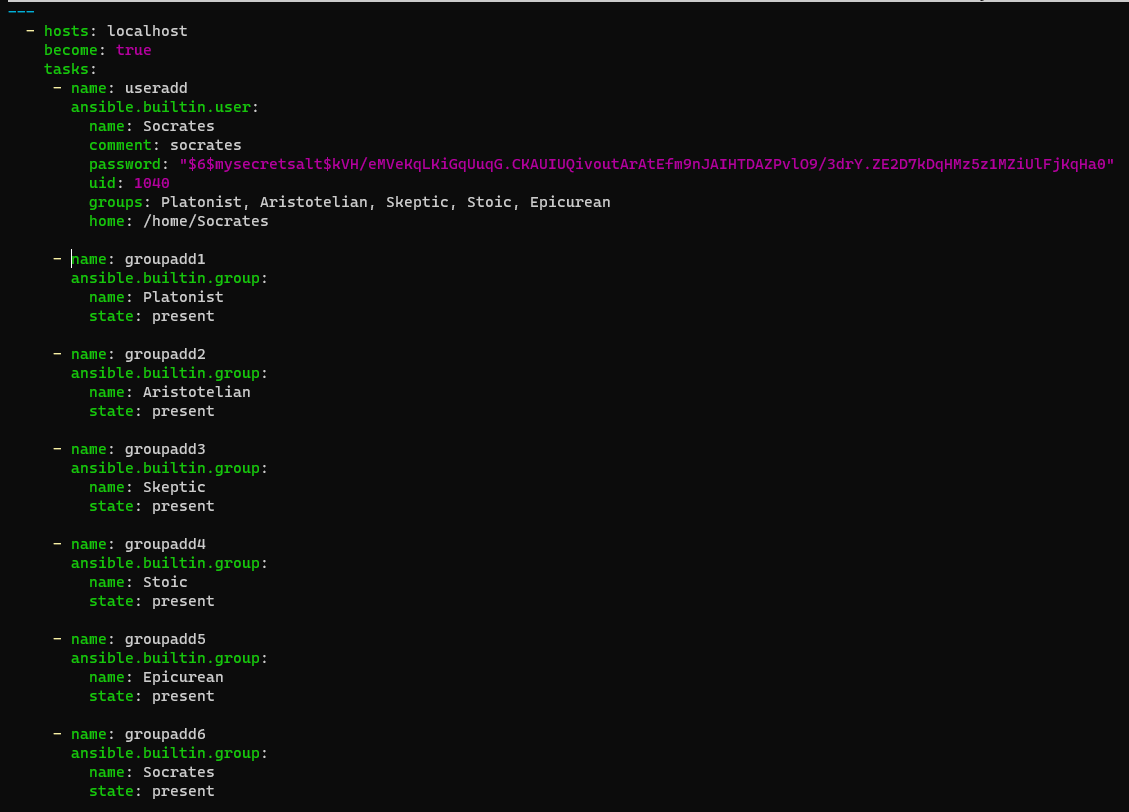 ---
  - hosts: localhost
    become: true
    tasks:
     - name: useradd
       ansible.builtin.user:
         name: Socrates
         comment: socrates
         password: "$6$mysecretsalt$kVH/eMVeKqLKiGqUuqG.CKAUIUQivoutArAtEfm9nJAIHTDAZPvlO9/3drY.ZE2D7kDqHMz5z1MZiUlFjKqHa0"
         uid: 1040
         groups: Platonist, Aristotelian, Skeptic, Stoic, Epicurean
         home: /home/Socrates

     - name: groupadd1
       ansible.builtin.group:
         name: Platonist
         state: present

     - name: groupadd2
       ansible.builtin.group:
         name: Aristotelian
         state: present

     - name: groupadd3
       ansible.builtin.group:
         name: Skeptic
         state: present

     - name: groupadd4
       ansible.builtin.group:
         name: Stoic
         state: present

     - name: groupadd5
       ansible.builtin.group:
         name: Epicurean
         state: present

     - name: groupadd6
       ansible.builtin.group:
         name: Socrates
         state: present